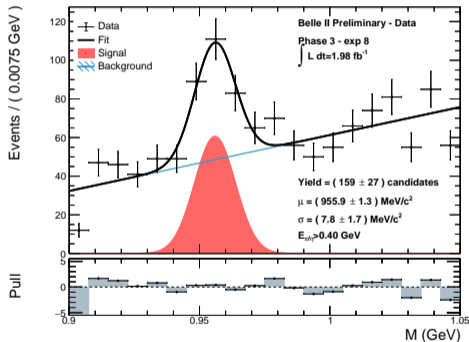 Events / ( 0.0075 GeV )
120
100
80
60
40
20
0
Data
Fit
Signal
Background
Belle II Preliminary - Data
Phase 3 - exp 8
∫ L dt=1.98 fb⁻¹
Yield = ( 159 ± 27 ) candidates
μ = ( 955.9 ± 1.3 ) MeV/c²
σ = ( 7.8 ± 1.7 ) MeV/c²
>0.40 GeV
Pull
5
0
−5
0.9 0.95 1 1.05
M (GeV)